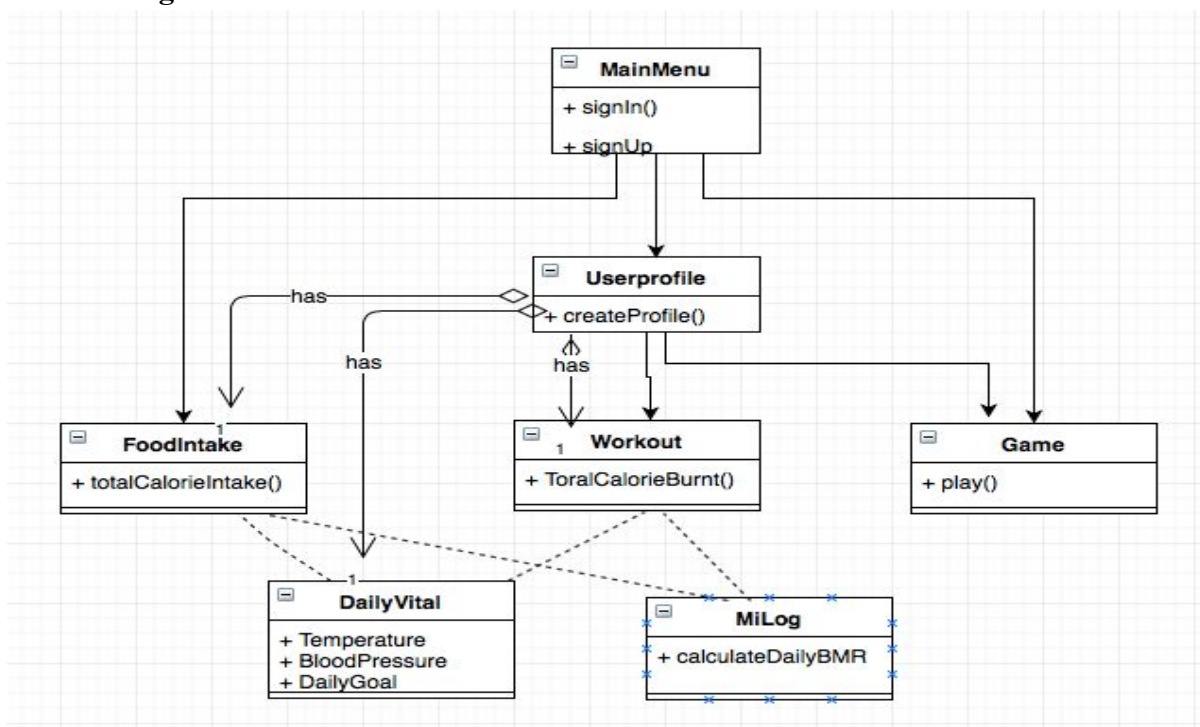 MainMenu
+ signIn()
+ signUp
Userprofile
+ createProfile()
has
has
has
1
FoodIntake
+ totalCalorieIntake()
1
Workout
+ ToralCalorieBurnt()
Game
+ play()
1
DailyVital
+ Temperature
+ BloodPressure
+ DailyGoal
MiLog
+ calculateDailyBMR